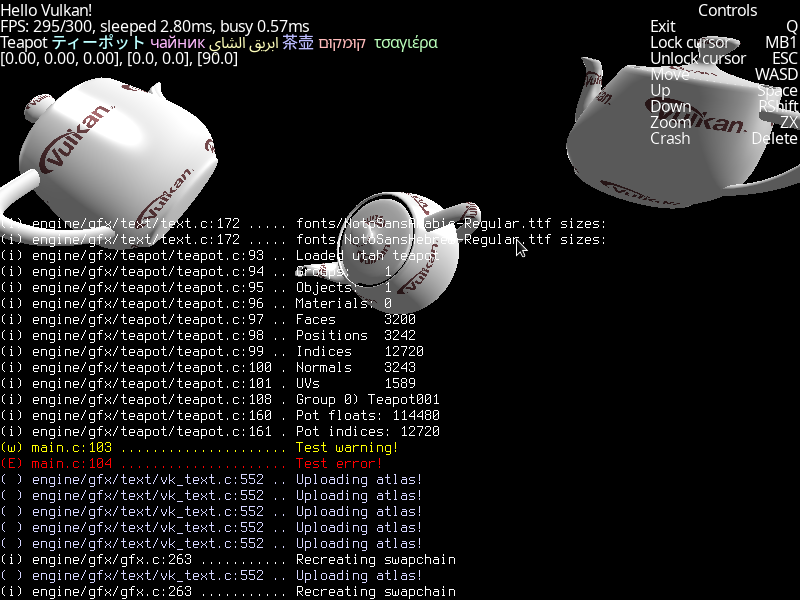 Hello Vulkan!
FPS: 295/300, sleeped 2.80ms, busy 0.57ms
Teapot ティーポット чайник ابريق الشاي 茶壶 קומקום τσαγιέρα
[0.00, 0.00, 0.00], [0.0, 0.0], [90.0]
Controls
Exit Q
Lock cursor MB1
Unlock cursor ESC
Move WASD
Up Space
Down RShift
Zoom ZX
Crash Delete
Vulkan.
Vulkan.
Vulkan.
(i) engine/gfx/text/text.c:172 ..... fonts/NotoSansArabic-Regular.ttf sizes:
(i) engine/gfx/text/text.c:172 ..... fonts/NotoSansHebrew-Regular.ttf sizes:
(i) engine/gfx/teapot/teapot.c:93 .. Loaded utah teapot
(i) engine/gfx/teapot/teapot.c:94 .. Groups: 1
(i) engine/gfx/teapot/teapot.c:95 .. Objects: 1
(i) engine/gfx/teapot/teapot.c:96 .. Materials: 0
(i) engine/gfx/teapot/teapot.c:97 .. Faces 3200
(i) engine/gfx/teapot/teapot.c:98 .. Positions 3242
(i) engine/gfx/teapot/teapot.c:99 .. Indices 12720
(i) engine/gfx/teapot/teapot.c:100 . Normals 3243
(i) engine/gfx/teapot/teapot.c:101 . UVs 1589
(i) engine/gfx/teapot/teapot.c:108 . Group 0) Teapot001
(i) engine/gfx/teapot/teapot.c:160 . Pot floats: 114480
(i) engine/gfx/teapot/teapot.c:161 . Pot indices: 12720
(w) main.c:103 ..................... Test warning!
(E) main.c:104 ..................... Test error!
( ) engine/gfx/text/vk_text.c:552 .. Uploading atlas!
( ) engine/gfx/text/vk_text.c:552 .. Uploading atlas!
( ) engine/gfx/text/vk_text.c:552 .. Uploading atlas!
( ) engine/gfx/text/vk_text.c:552 .. Uploading atlas!
( ) engine/gfx/text/vk_text.c:552 .. Uploading atlas!
(i) engine/gfx/gfx.c:263 ........... Recreating swapchain
( ) engine/gfx/text/vk_text.c:552 .. Uploading atlas!
(i) engine/gfx/gfx.c:263 ........... Recreating swapchain